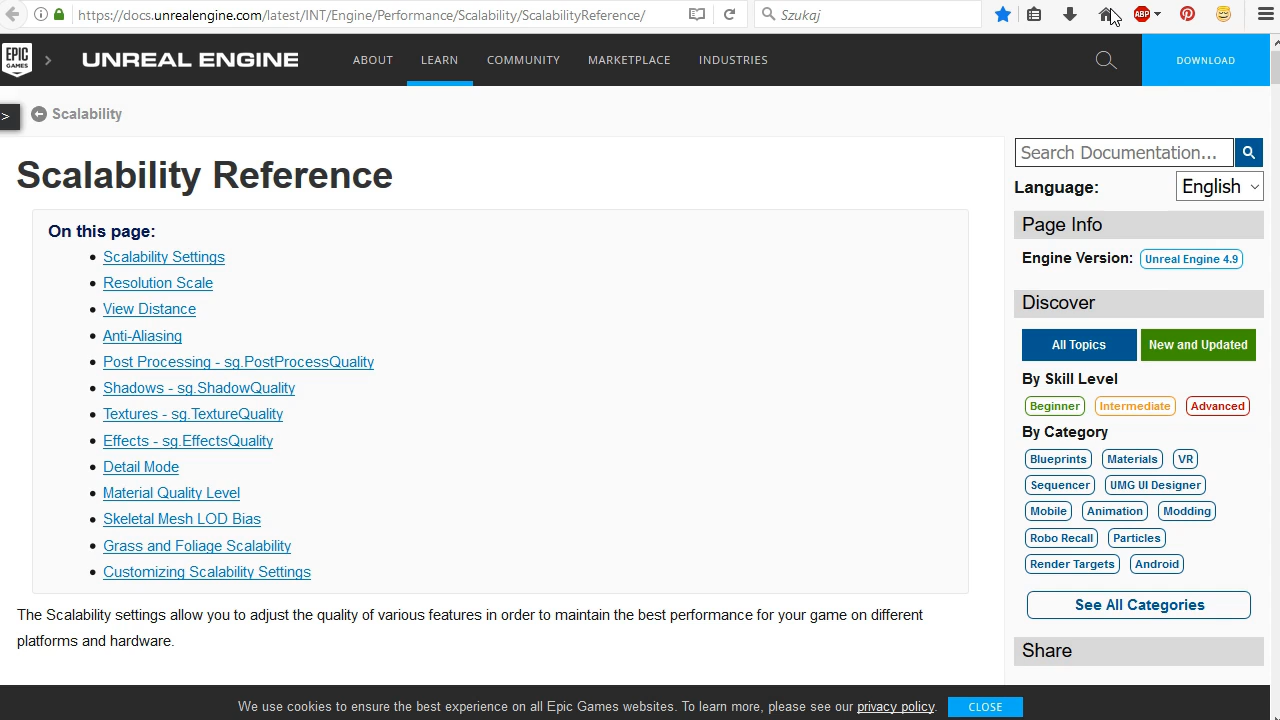 https://docs.unrealengine.com/latest/INT/Engine/Performance/Scalability/ScalabilityReference/
Szukaj
ABP
EPIC GAMES
UNREAL ENGINE
ABOUT
LEARN
COMMUNITY
MARKETPLACE
INDUSTRIES
DOWNLOAD
>
Scalability
Scalability Reference
On this page:
Scalability Settings
Resolution Scale
View Distance
Anti-Aliasing
Post Processing - sg.PostProcessQuality
Shadows - sg.ShadowQuality
Textures - sg.TextureQuality
Effects - sg.EffectsQuality
Detail Mode
Material Quality Level
Skeletal Mesh LOD Bias
Grass and Foliage Scalability
Customizing Scalability Settings
The Scalability settings allow you to adjust the quality of various features in order to maintain the best performance for your game on different
platforms and hardware.
Search Documentation...
Language: English
Page Info
Engine Version: Unreal Engine 4.9
Discover
All Topics New and Updated
By Skill Level
Beginner Intermediate Advanced
By Category
Blueprints Materials VR
Sequencer UMG UI Designer
Mobile Animation Modding
Robo Recall Particles
Render Targets Android
See All Categories
Share
We use cookies to ensure the best experience on all Epic Games websites. To learn more, please see our privacy policy. CLOSE